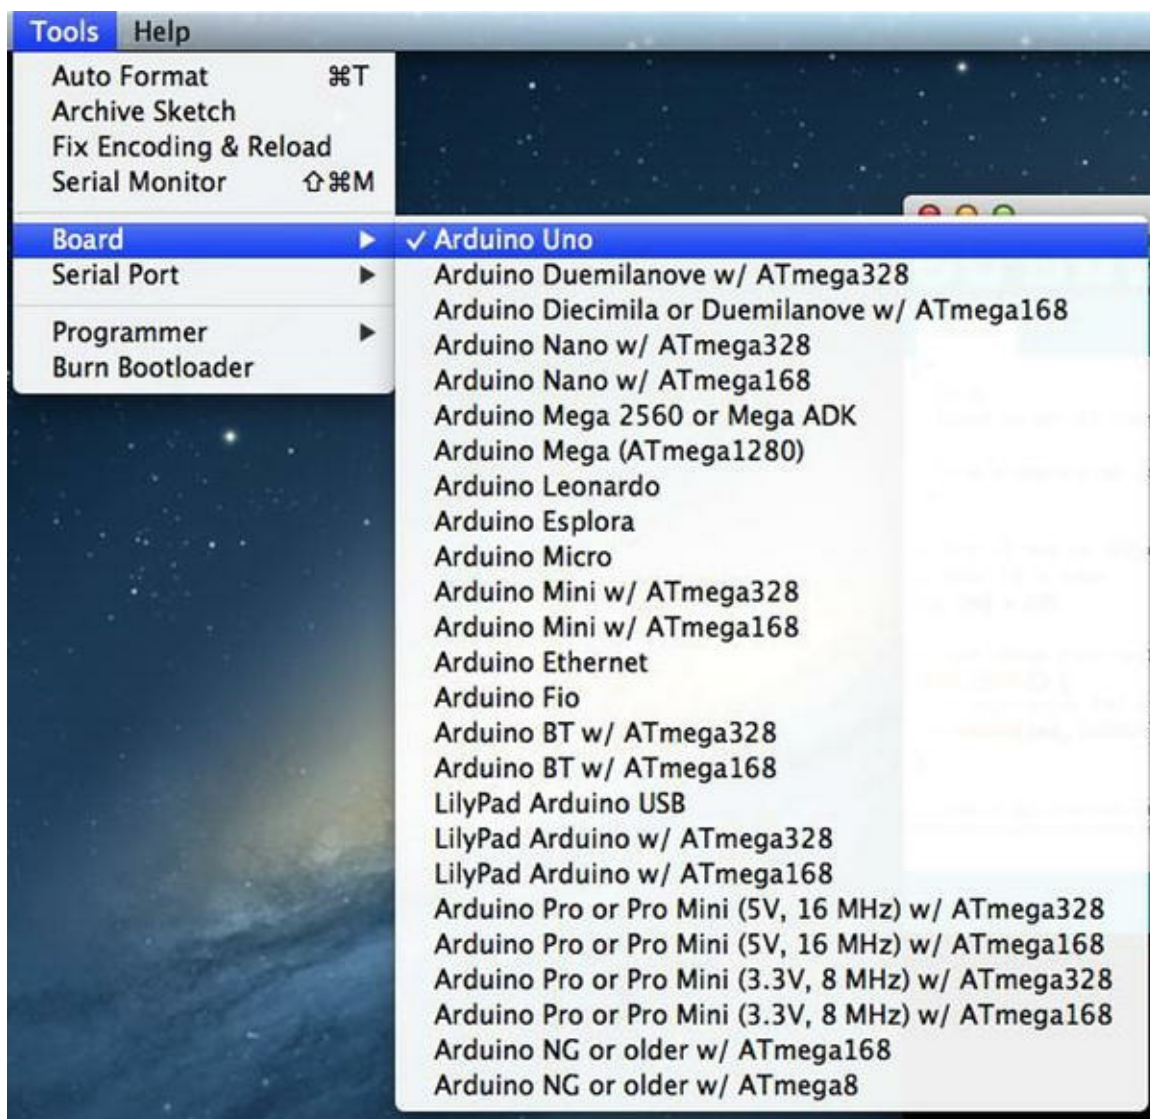 Tools Help
Auto Format ⌘T
Archive Sketch
Fix Encoding & Reload
Serial Monitor ⇧⌘M
Board ▶
Serial Port ▶
Programmer ▶
Burn Bootloader
✓ Arduino Uno
Arduino Duemilanove w/ ATmega328
Arduino Diecimila or Duemilanove w/ ATmega168
Arduino Nano w/ ATmega328
Arduino Nano w/ ATmega168
Arduino Mega 2560 or Mega ADK
Arduino Mega (ATmega1280)
Arduino Leonardo
Arduino Esplora
Arduino Micro
Arduino Mini w/ ATmega328
Arduino Mini w/ ATmega168
Arduino Ethernet
Arduino Fio
Arduino BT w/ ATmega328
Arduino BT w/ ATmega168
LilyPad Arduino USB
LilyPad Arduino w/ ATmega328
LilyPad Arduino w/ ATmega168
Arduino Pro or Pro Mini (5V, 16 MHz) w/ ATmega328
Arduino Pro or Pro Mini (5V, 16 MHz) w/ ATmega168
Arduino Pro or Pro Mini (3.3V, 8 MHz) w/ ATmega328
Arduino Pro or Pro Mini (3.3V, 8 MHz) w/ ATmega168
Arduino NG or older w/ ATmega168
Arduino NG or older w/ ATmega8